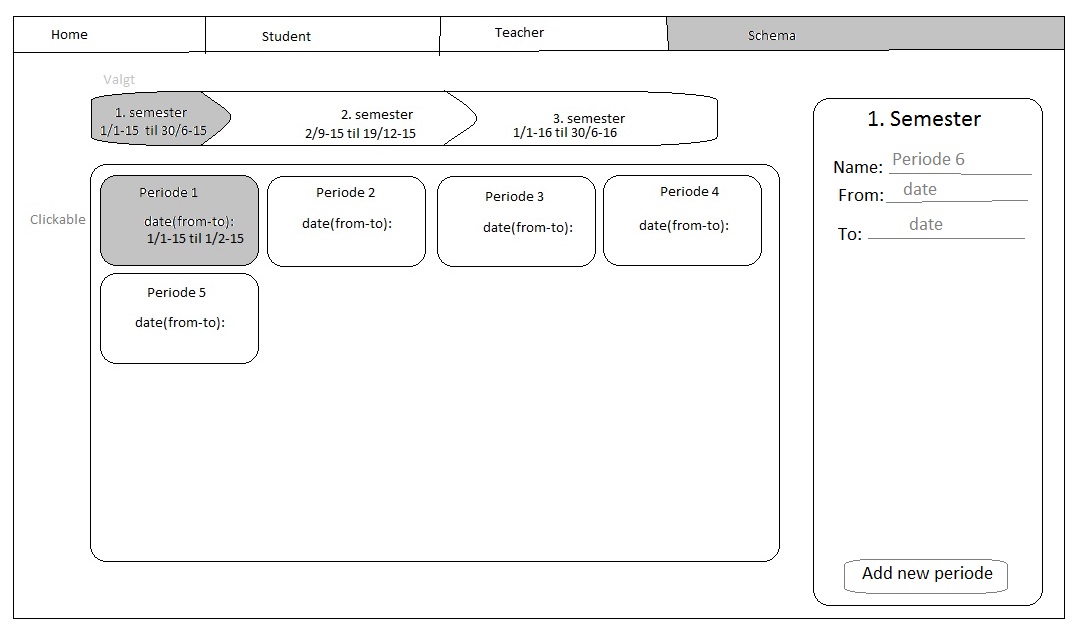 Home
Student
Teacher
Schema
Valgt
1. semester
1/1-15 til 30/6-15
2. semester
2/9-15 til 19/12-15
3. semester
1/1-16 til 30/6-16
Clickable
Periode 1
date(from-to):
1/1-15 til 1/2-15
Periode 2
date(from-to):
Periode 3
date(from-to):
Periode 4
date(from-to):
Periode 5
date(from-to):
1. Semester
Name: Periode 6
From: date
To: date
Add new periode